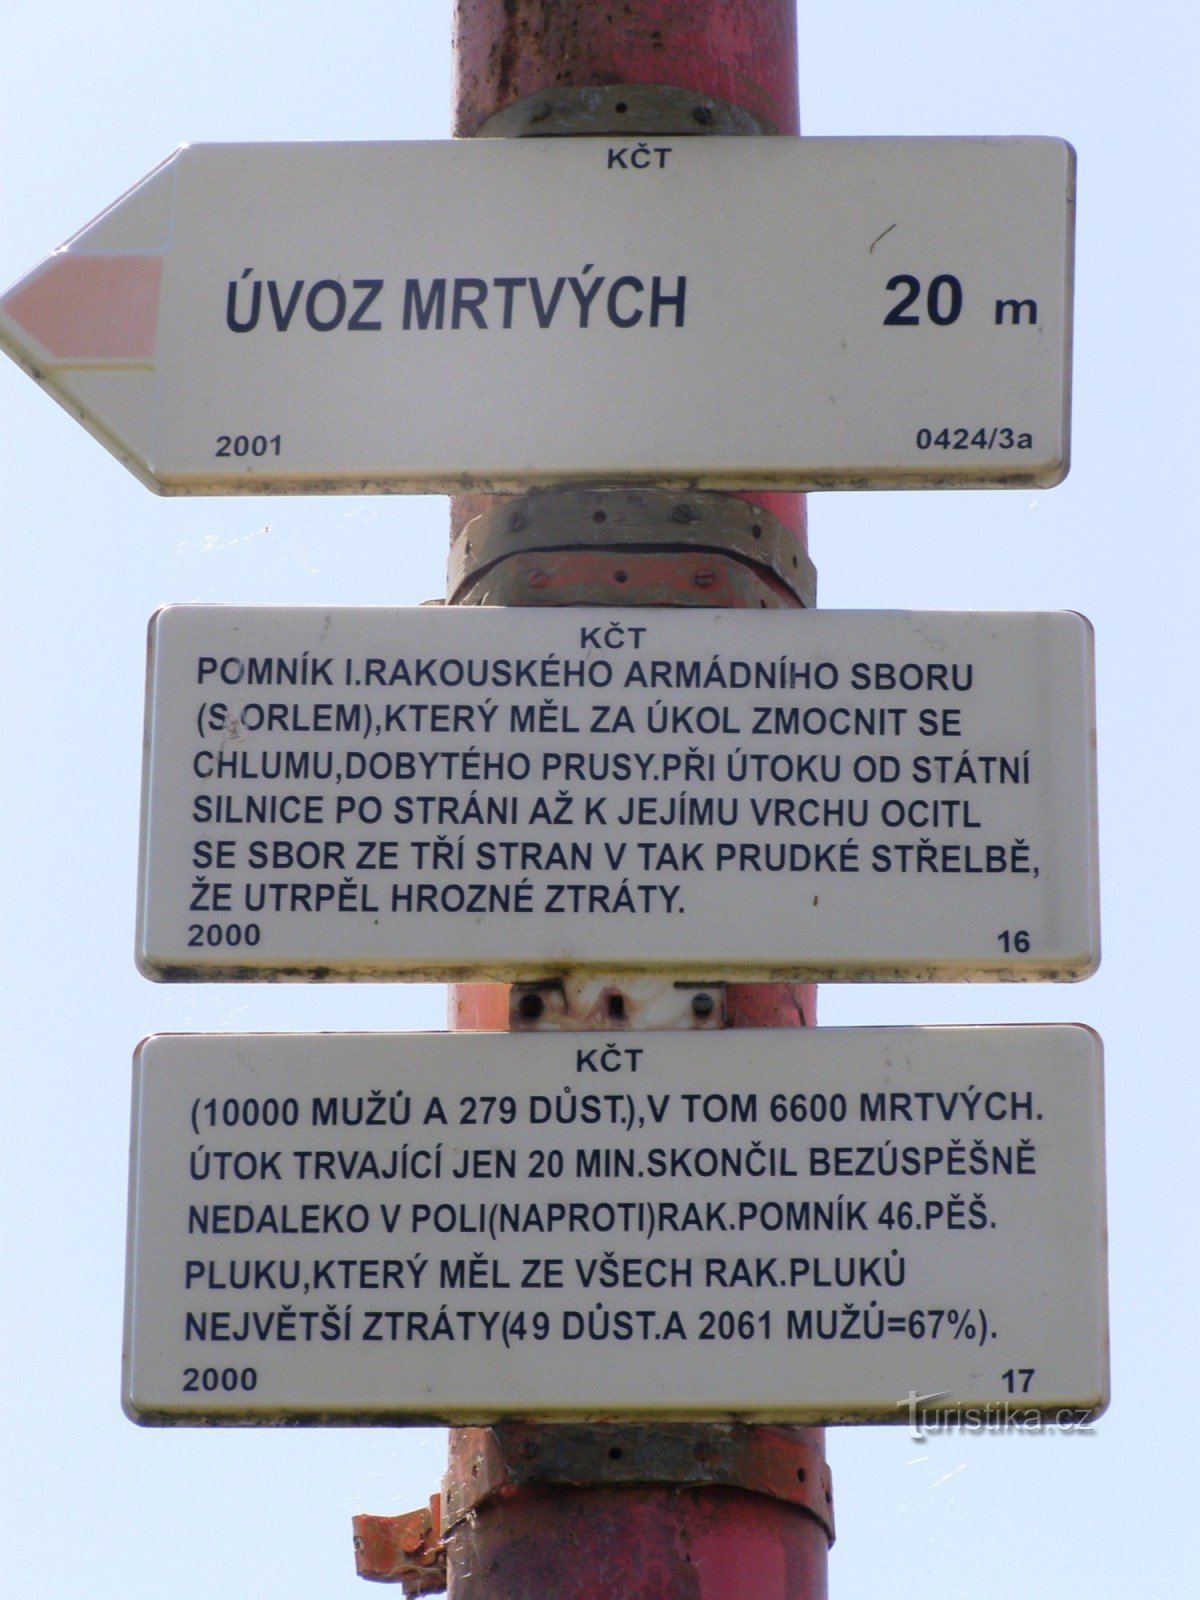 KČT
ÚVOZ MRTVÝCH 20 m
2001 0424/3a
KČT
POMNÍK I.RAKOUSKÉHO ARMÁDNÍHO SBORU
(S ORLEM),KTERÝ MĚL ZA ÚKOL ZMOCNIT SE
CHLUMU,DOBYTÉHO PRUSY.PŘI ÚTOKU OD STÁTNÍ
SILNICE PO STRÁNI AŽ K JEJÍMU VRCHU OCITL
SE SBOR ZE TŘÍ STRAN V TAK PRUDKÉ STŘELBĚ,
ŽE UTRPĚL HROZNÉ ZTRÁTY.
2000 16
KČT
(10000 MUŽŮ A 279 DŮST.),V TOM 6600 MRTVÝCH.
ÚTOK TRVAJÍCÍ JEN 20 MIN.SKONČIL BEZÚSPĚŠNĚ
NEDALEKO V POLI(NAPROTI)RAK.POMNÍK 46.PĚŠ.
PLUKU,KTERÝ MĚL ZE VŠECH RAK.PLUKŮ
NEJVĚTŠÍ ZTRÁTY(49 DŮST.A 2061 MUŽŮ=67%).
2000 17
Turistika.cz